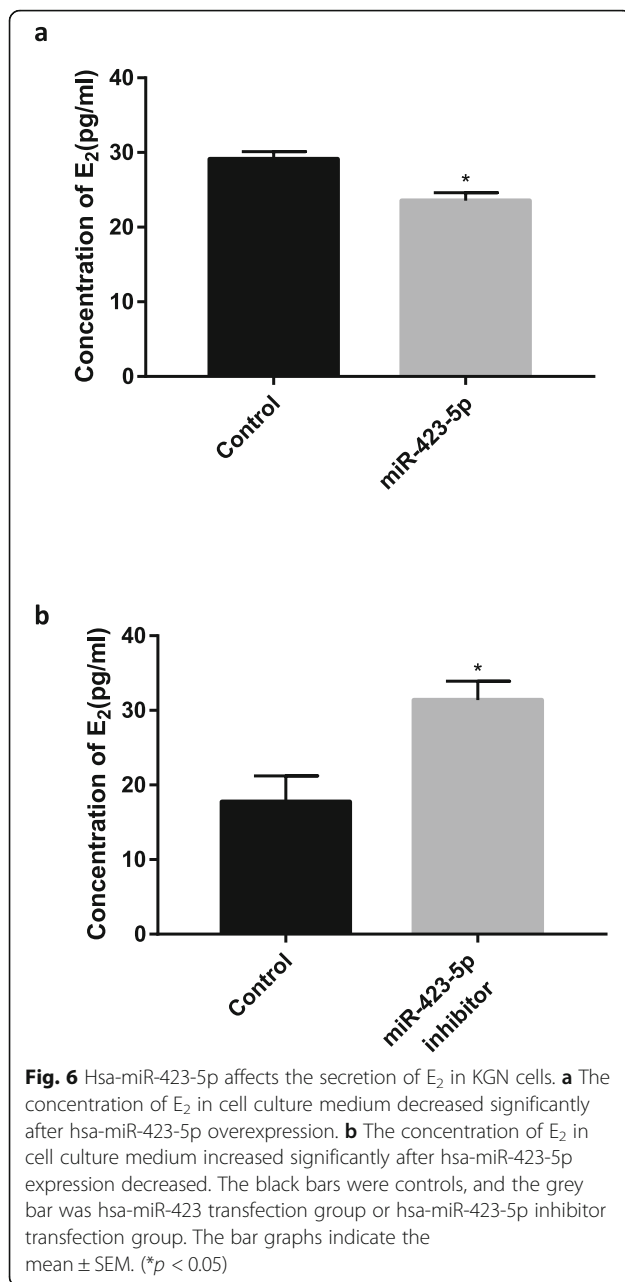 a
Concentration of E₂(pg/ml)
40
30
20
10
0
*
Control
miR-423-5p
b
Concentration of E₂(pg/ml)
40
30
20
10
0
*
Control
miR-423-5p
inhibitor
Fig. 6 Hsa-miR-423-5p affects the secretion of E₂ in KGN cells. a The
concentration of E₂ in cell culture medium decreased significantly
after hsa-miR-423-5p overexpression. b The concentration of E₂ in
cell culture medium increased significantly after hsa-miR-423-5p
expression decreased. The black bars were controls, and the grey
bar was hsa-miR-423 transfection group or hsa-miR-423-5p inhibitor
transfection group. The bar graphs indicate the
mean ± SEM. (*p < 0.05)